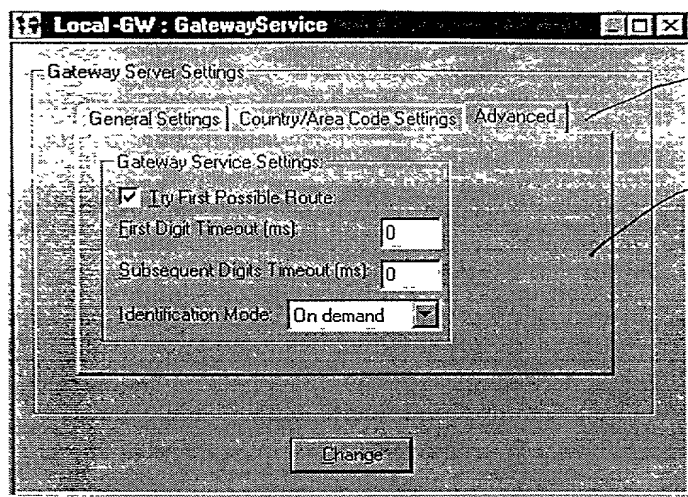 Local-GW : GatewayService
Gateway Server Settings
General Settings Country/Area Code Settings Advanced
Gateway Service Settings:
Try First Possible Route
First Digit Timeout (ms): 0
Subsequent Digits Timeout (ms): 0
Identification Mode: On demand
Change